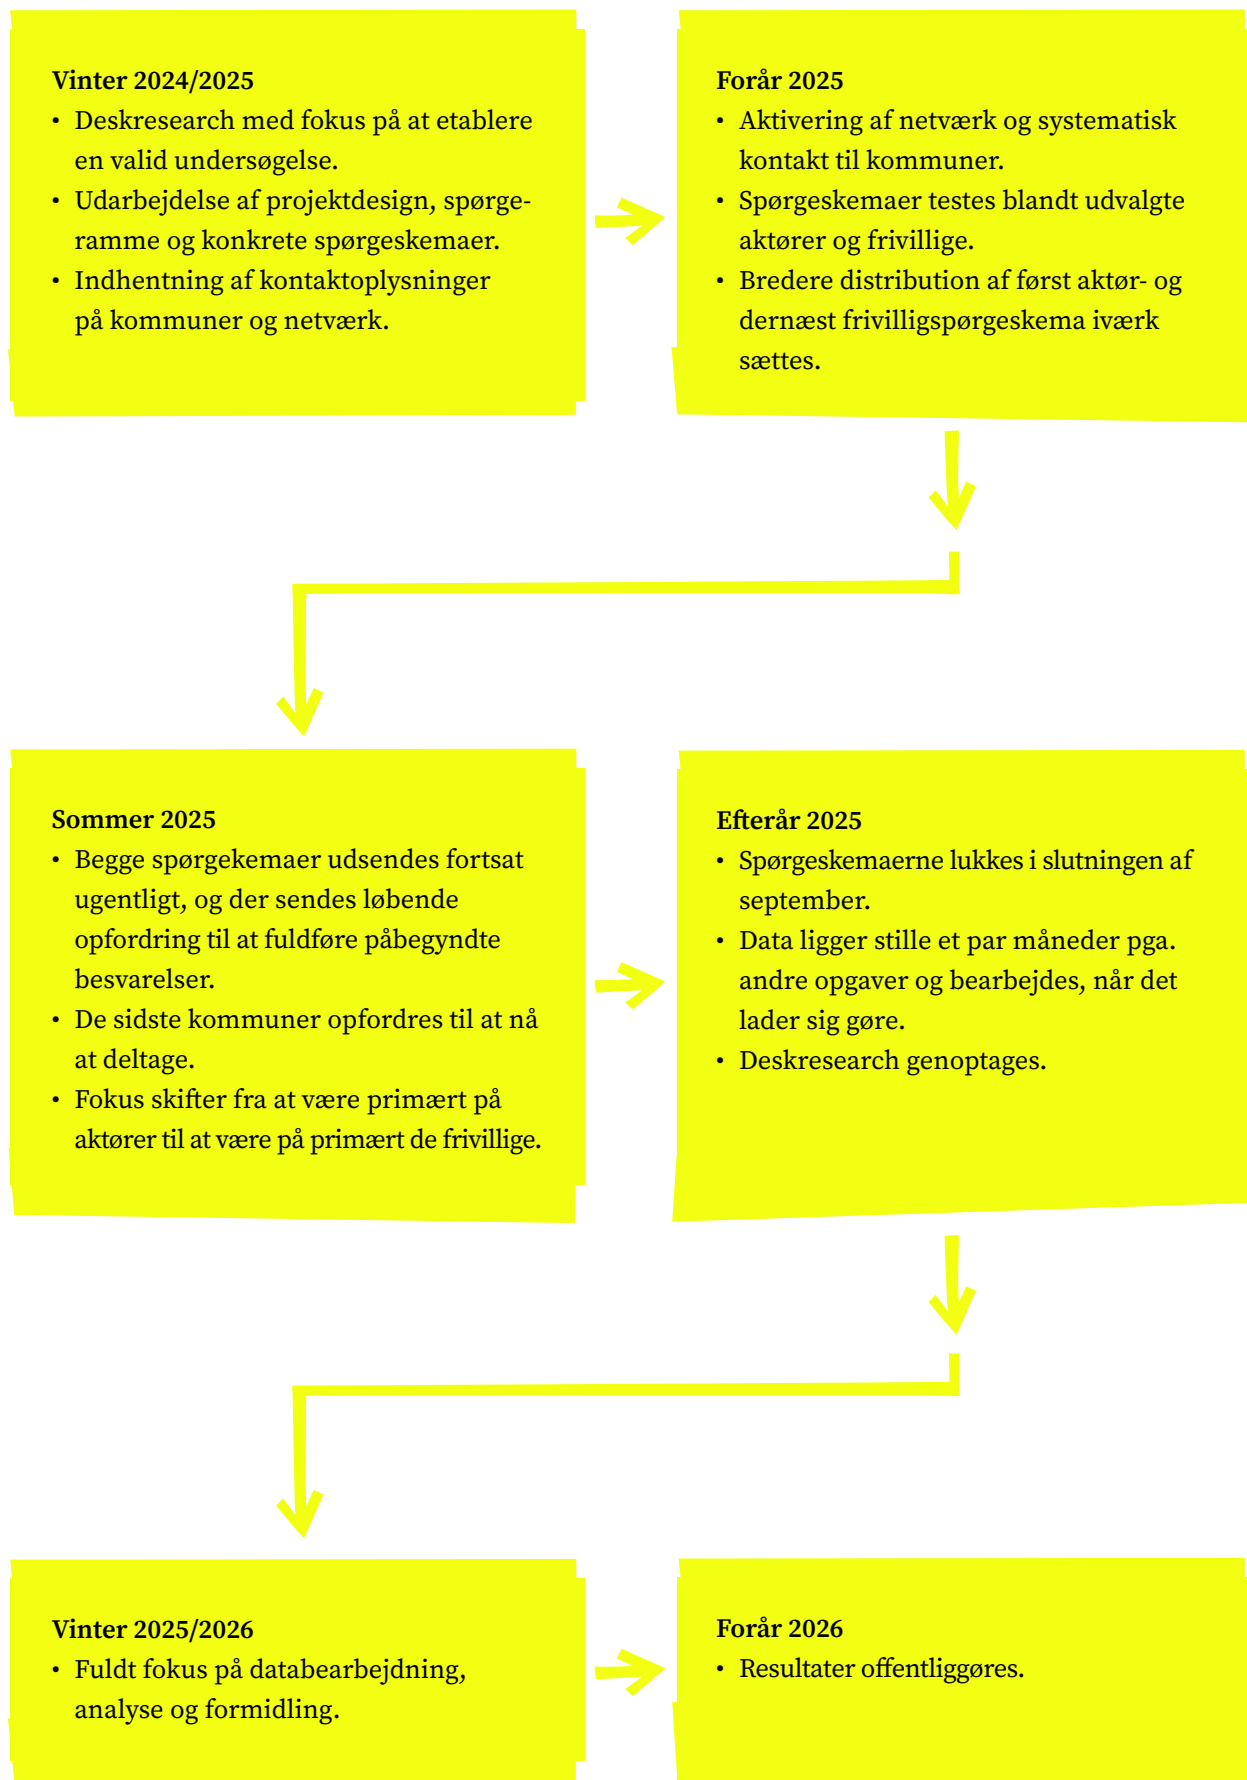 Vinter 2024/2025
• Deskresearch med fokus på at etablere
en valid undersøgelse.
• Udarbejdelse af projektdesign, spørge-
ramme og konkrete spørgeskemaer.
• Indhentning af kontaktoplysninger
på kommuner og netværk.
Forår 2025
• Aktivering af netværk og systematisk
kontakt til kommuner.
• Spørgeskemaer testes blandt udvalgte
aktører og frivillige.
• Bredere distribution af først aktør- og
dernæst frivilligspørgeskema iværk
sættes.
Sommer 2025
• Begge spørgekemaer udsendes fortsat
ugentligt, og der sendes løbende
opfordring til at fuldføre påbegyndte
besvarelser.
• De sidste kommuner opfordres til at nå
at deltage.
• Fokus skifter fra at være primært på
aktører til at være på primært de frivillige.
Efterår 2025
• Spørgeskemaerne lukkes i slutningen af
september.
• Data ligger stille et par måneder pga.
andre opgaver og bearbejdes, når det
lader sig gøre.
• Deskresearch genoptages.
Vinter 2025/2026
• Fuldt fokus på databearbejdning,
analyse og formidling.
Forår 2026
• Resultater offentliggøres.